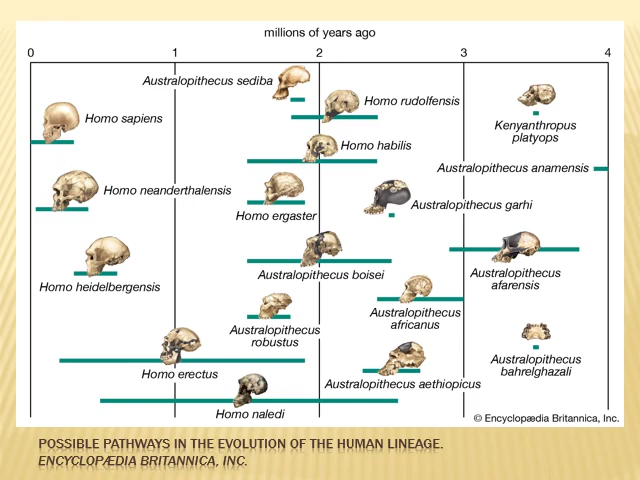 millions of years ago
0 1 2 3 4
Australopithecus sediba
Homo rudolfensis
Homo sapiens
Kenyanthropus
platyops
Homo habilis
Australopithecus anamensis
Homo neanderthalensis
Australopithecus garhi
Homo ergaster
Australopithecus boisei
Australopithecus
afarensis
Homo heidelbergensis
Australopithecus
africanus
Australopithecus
robustus
Australopithecus
bahrelghazali
Homo erectus
Australopithecus aethiopicus
Homo naledi
© Encyclopædia Britannica, Inc.
POSSIBLE PATHWAYS IN THE EVOLUTION OF THE HUMAN LINEAGE.
ENCYCLOPÆDIA BRITANNICA, INC.